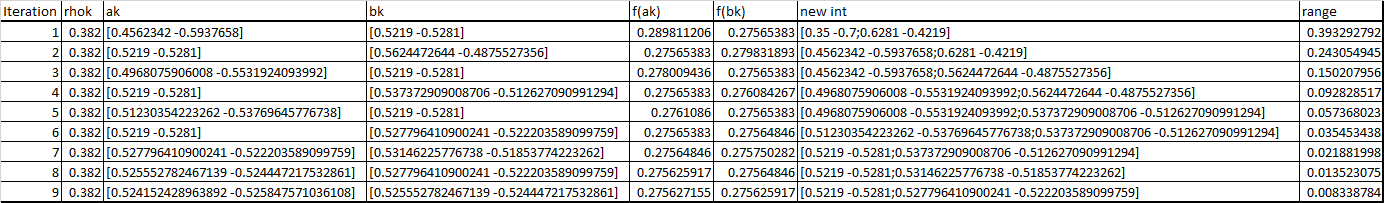 Iteration rhok ak bk f(ak) f(bk) new int range
1 0.382 [0.4562342 -0.5937658] [0.5219 -0.5281] 0.289811206 0.27565383 [0.35 -0.7;0.6281 -0.4219] 0.393292792
2 0.382 [0.5219 -0.5281] [0.5624472644 -0.4875527356] 0.27565383 0.279831893 [0.4562342 -0.5937658;0.6281 -0.4219] 0.243054945
3 0.382 [0.4968075906008 -0.5531924093992] [0.5219 -0.5281] 0.278009436 0.27565383 [0.4562342 -0.5937658;0.5624472644 -0.4875527356] 0.150207956
4 0.382 [0.5219 -0.5281] [0.537372909008706 -0.512627090991294] 0.27565383 0.276084267 [0.4968075906008 -0.5531924093992;0.5624472644 -0.4875527356] 0.092828517
5 0.382 [0.51230354223262 -0.53769645776738] [0.5219 -0.5281] 0.2761086 0.27565383 [0.4968075906008 -0.5531924093992;0.537372909008706 -0.512627090991294] 0.057368023
6 0.382 [0.5219 -0.5281] [0.527796410900241 -0.522203589099759] 0.27565383 0.27564846 [0.51230354223262 -0.53769645776738;0.537372909008706 -0.512627090991294] 0.035453438
7 0.382 [0.527796410900241 -0.522203589099759] [0.53146225776738 -0.51853774223262] 0.27564846 0.275750282 [0.5219 -0.5281;0.537372909008706 -0.512627090991294] 0.021881998
8 0.382 [0.525552782467139 -0.524447217532861] [0.527796410900241 -0.522203589099759] 0.275625917 0.27564846 [0.5219 -0.5281;0.53146225776738 -0.51853774223262] 0.013523075
9 0.382 [0.524152428963892 -0.525847571036108] [0.525552782467139 -0.524447217532861] 0.275627155 0.275625917 [0.5219 -0.5281;0.527796410900241 -0.522203589099759] 0.008338784